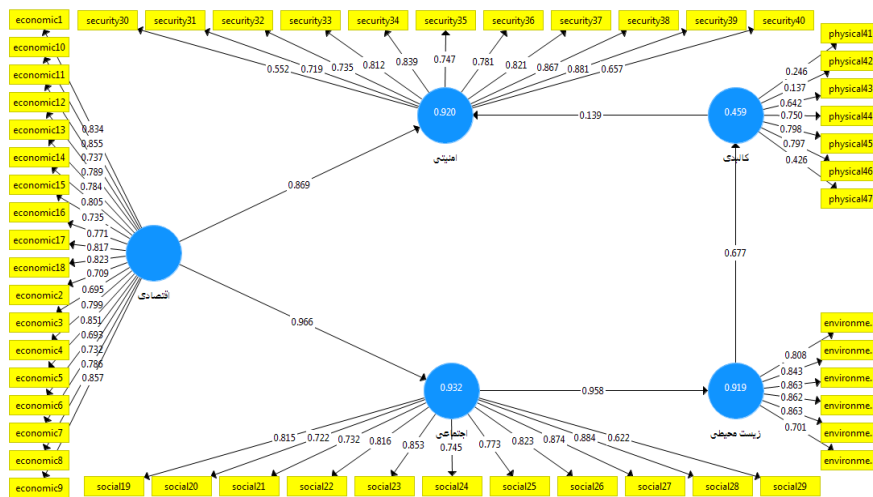 economic1
economic10
economic11
economic12
economic13
economic14
economic15
economic16
economic17
economic18
economic2
economic3
economic4
economic5
economic6
economic7
economic8
economic9
0.834
0.855
0.737
0.789
0.784
0.805
0.735
0.771
0.817
0.823
0.709
0.695
0.799
0.851
0.693
0.732
0.786
0.857
اقتصادی
security30
security31
security32
security33
security34
security35
security36
security37
security38
security39
security40
0.552
0.719
0.735
0.812
0.839
0.747
0.781
0.821
0.867
0.881
0.657
0.920
امنیتی
0.869
0.139
0.459
کالبدی
physical41
physical42
physical43
physical44
physical45
physical46
physical47
0.246
0.137
0.642
0.750
0.798
0.797
0.426
0.677
0.966
0.932
اجتماعی
0.958
0.919
زیست محیطی
environme.
environme.
environme.
environme.
environme.
environme.
0.808
0.843
0.863
0.862
0.863
0.701
0.815
0.722
0.732
0.816
0.853
0.745
0.773
0.823
0.874
0.884
0.622
social19
social20
social21
social22
social23
social24
social25
social26
social27
social28
social29